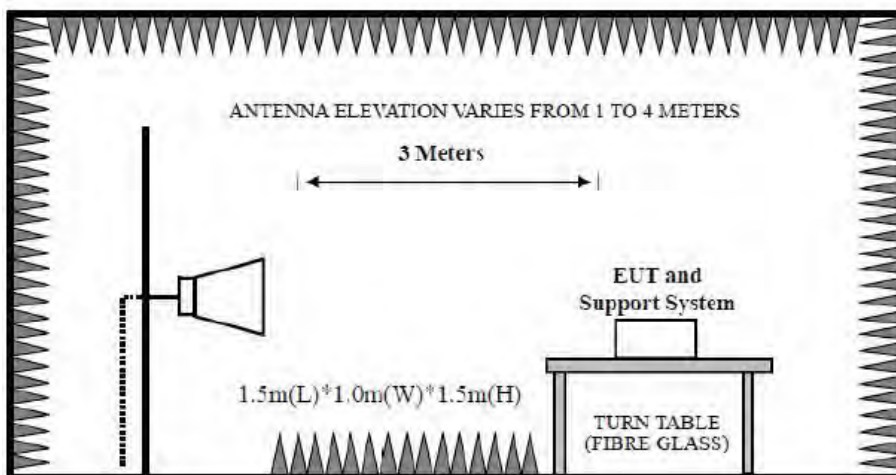 ANTENNA ELEVATION VARIES FROM 1 TO 4 METERS
3 Meters
EUT and
Support System
1.5m(L)*1.0m(W)*1.5m(H)
TURN TABLE
(FIBRE GLASS)